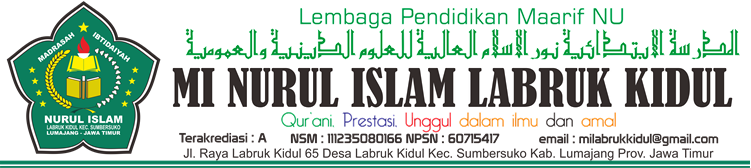 MADRASAH IBTIDAIYAH
NURUL ISLAM
LABRUK KIDUL KEC. SUMBERSUKO
LUMAJANG - JAWA TIMUR
Lembaga Pendidikan Maarif NU
المدرسة الإبتدائية نور الاسلام العالية للعلوم الدينية والعمومية
MI NURUL ISLAM LABRUK KIDUL
Qur'ani. Prestasi. Unggul dalam ilmu dan amal
Terakrediasi : A NSM : 111235080166 NPSN : 60715417 email : milabrukkidul@gmail.com
Jl. Raya Labruk Kidul 65 Desa Labruk Kidul Kec. Sumbersuko Kab. Lumajang Prov. Jawa Timur